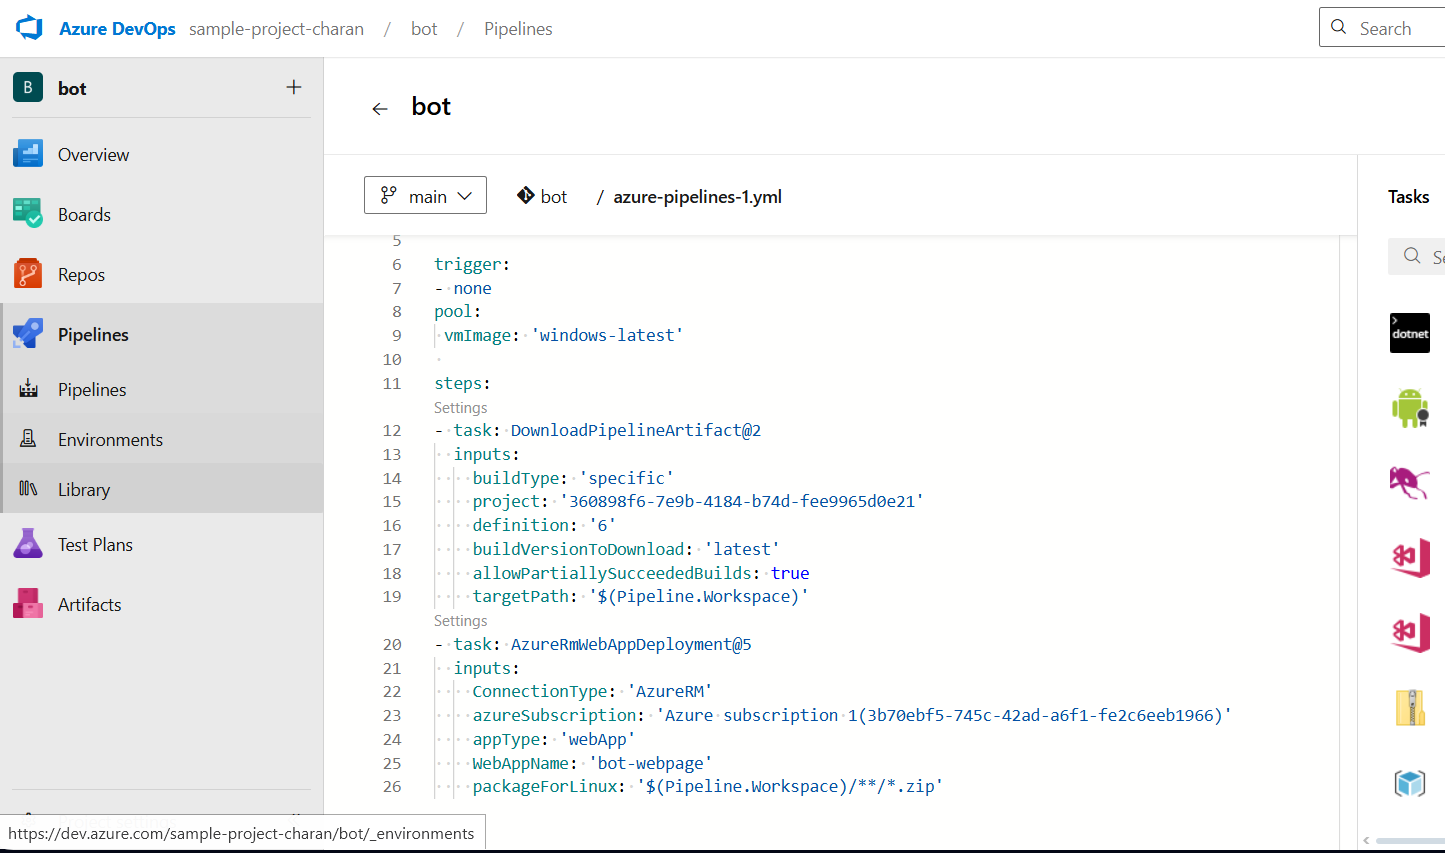 Azure DevOps sample-project-charan / bot / Pipelines
Search
B bot +
Overview
Boards
Repos
Pipelines
Pipelines
Environments
Library
Test Plans
Artifacts
https://dev.azure.com/sample-project-charan/bot/_environments
← bot
main bot / azure-pipelines-1.yml
5
6 trigger:
7 - none
8 pool:
9 vmImage: 'windows-latest'
10
11 steps:
Settings
12 - task: DownloadPipelineArtifact@2
13 inputs:
14 buildType: 'specific'
15 project: '360898f6-7e9b-4184-b74d-fee9965d0e21'
16 definition: '6'
17 buildVersionToDownload: 'latest'
18 allowPartiallySucceededBuilds: true
19 targetPath: '$(Pipeline.Workspace)'
Settings
20 - task: AzureRmWebAppDeployment@5
21 inputs:
22 ConnectionType: 'AzureRM'
23 azureSubscription: 'Azure subscription 1(3b70ebf5-745c-42ad-a6f1-fe2c6eeb1966)'
24 appType: 'webApp'
25 WebAppName: 'bot-webpage'
26 packageForLinux: '$(Pipeline.Workspace)/**/*.zip'
Tasks
Se
dotnet